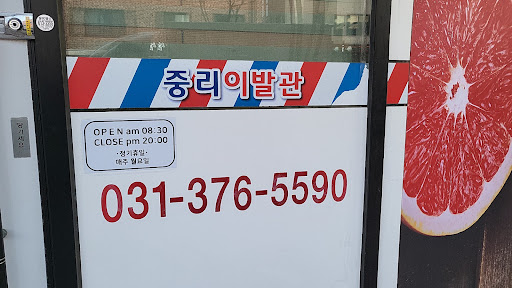 중리이발관
OPEN am 08:30
CLOSE pm 20:00
·정기휴일·
매주 월요일
031-376-5590